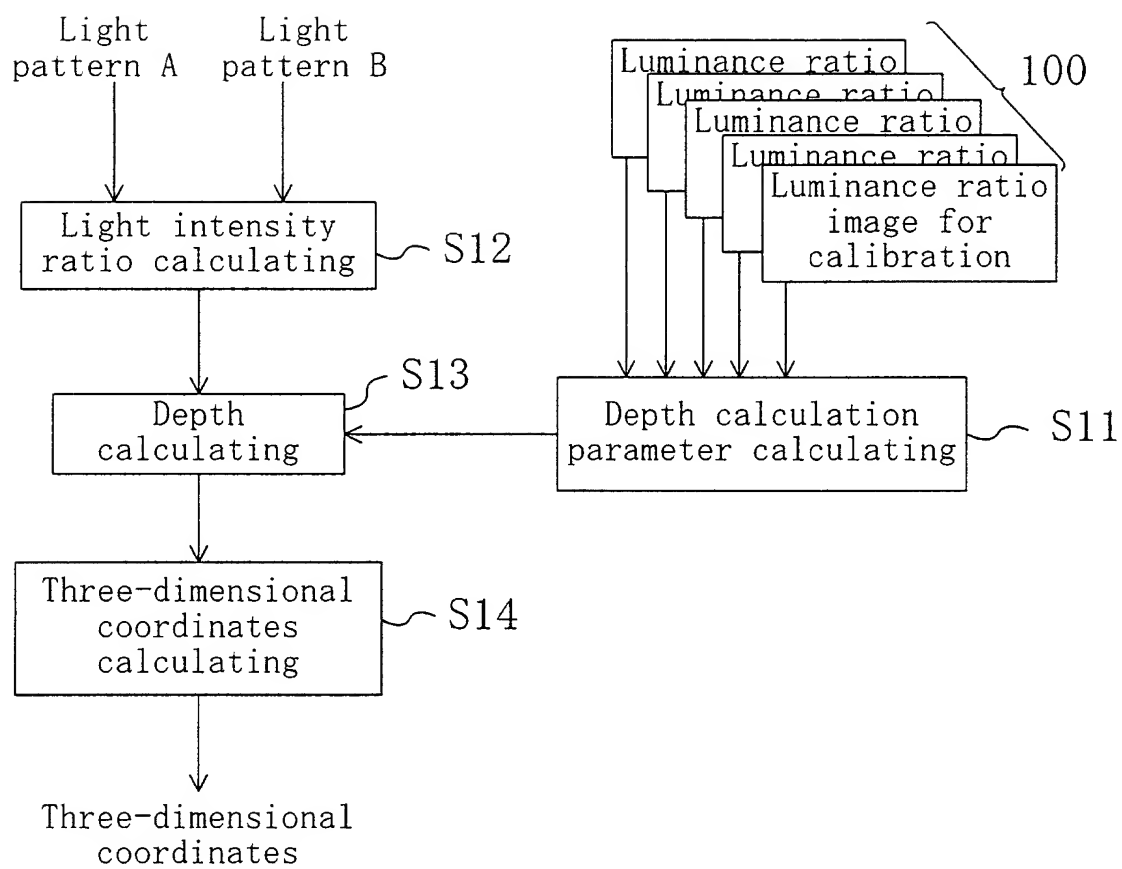 Light
pattern A
Light
pattern B
Luminance ratio
Luminance ratio
Luminance ratio
Luminance ratio
Luminance ratio
image for
calibration
100
Light intensity
ratio calculating
S12
S13
Depth
calculating
Depth calculation
parameter calculating
S11
Three-dimensional
coordinates
calculating
S14
Three-dimensional
coordinates